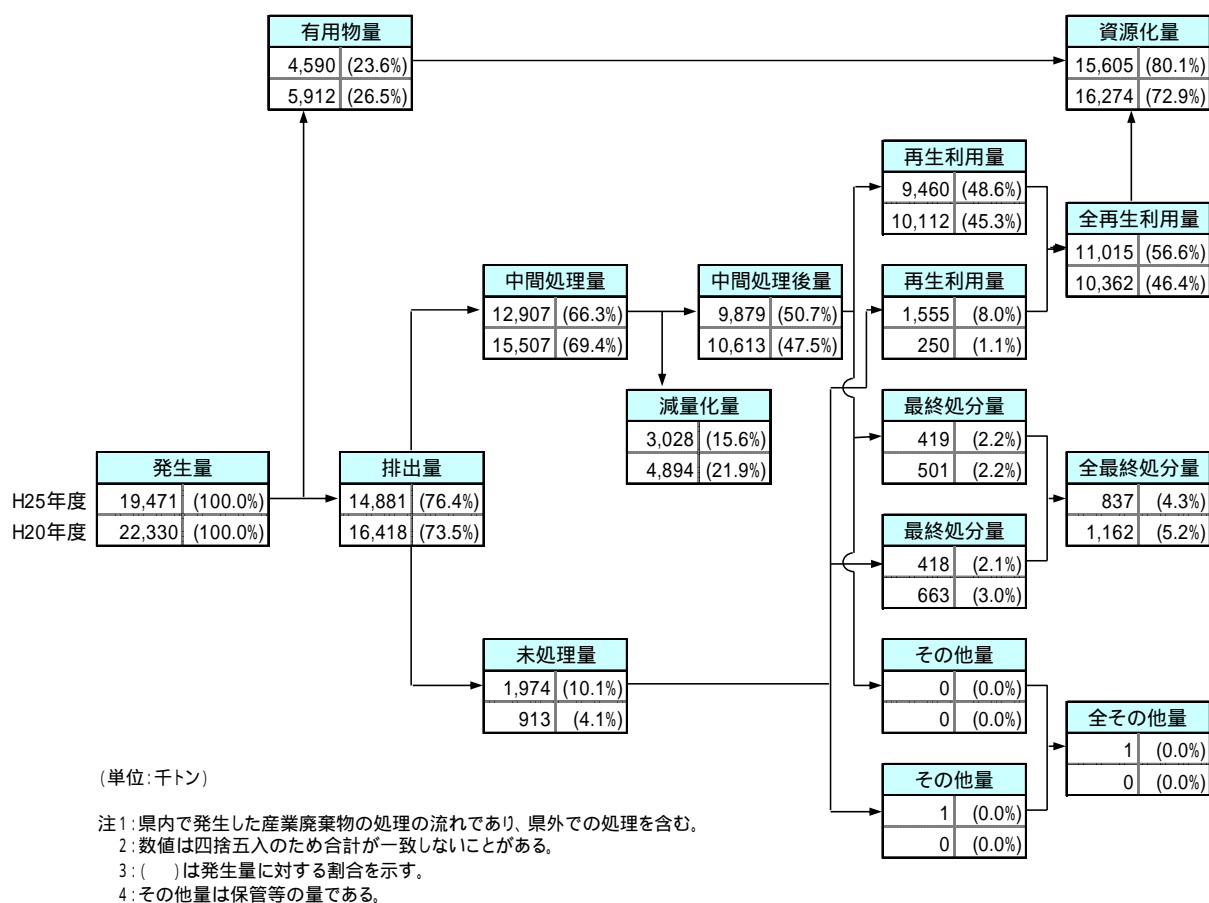 有用物量
4,590 (23.6%)
5,912 (26.5%)
資源化量
15,605 (80.1%)
16,274 (72.9%)
再生利用量
9,460 (48.6%)
10,112 (45.3%)
全再生利用量
11,015 (56.6%)
10,362 (46.4%)
中間処理量
12,907 (66.3%)
15,507 (69.4%)
中間処理後量
9,879 (50.7%)
10,613 (47.5%)
再生利用量
1,555 (8.0%)
250 (1.1%)
減量化量
3,028 (15.6%)
4,894 (21.9%)
最終処分量
419 (2.2%)
501 (2.2%)
発生量
H25年度 19,471 (100.0%)
H20年度 22,330 (100.0%)
排出量
14,881 (76.4%)
16,418 (73.5%)
全最終処分量
837 (4.3%)
1,162 (5.2%)
最終処分量
418 (2.1%)
663 (3.0%)
未処理量
1,974 (10.1%)
913 (4.1%)
その他量
0 (0.0%)
0 (0.0%)
全その他量
1 (0.0%)
0 (0.0%)
その他量
1 (0.0%)
0 (0.0%)
(単位:千トン)
注1:県内で発生した産業廃棄物の処理の流れであり、県外での処理を含む。
2:数値は四捨五入のため合計が一致しないことがある。
3:( )は発生量に対する割合を示す。
4:その他量は保管等の量である。